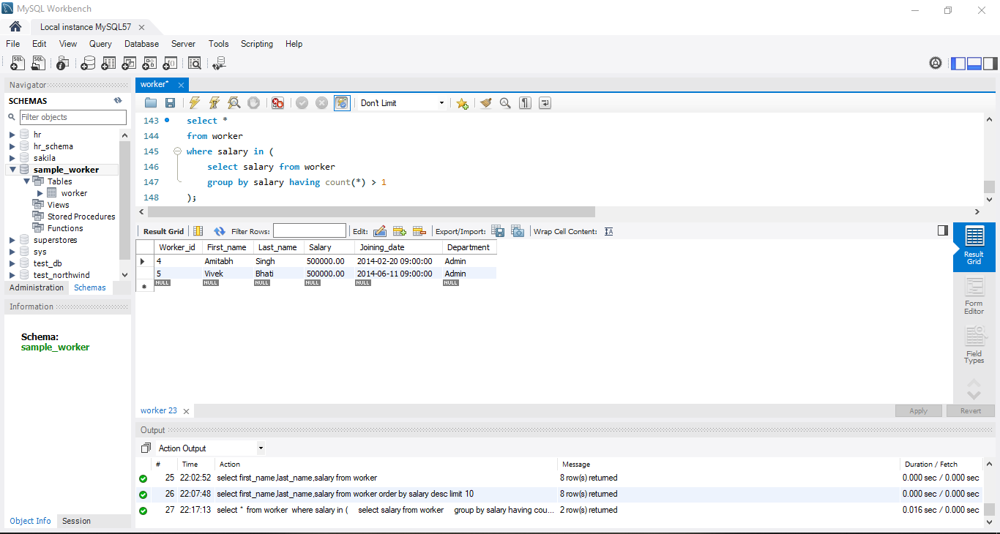 MySQL Workbench
Local instance MySQL57
File Edit View Query Database Server Tools Scripting Help
Navigator
SCHEMAS
Filter objects
hr
hr_schema
sakila
sample_worker
Tables
worker
Views
Stored Procedures
Functions
superstores
sys
test_db
test_northwind
Administration Schemas
Information
Schema:
sample_worker
Object Info Session
worker*
Don't Limit
143 select *
144 from worker
145 where salary in (
146 select salary from worker
147 group by salary having count(*) > 1
148 );
Result Grid Filter Rows: Edit: Export/Import: Wrap Cell Content: IA
Worker_id First_name Last_name Salary Joining_date Department
4 Amitabh Singh 500000.00 2014-02-20 09:00:00 Admin
5 Vivek Bhati 500000.00 2014-06-11 09:00:00 Admin
NULL NULL NULL NULL NULL NULL
Result
Grid
Form
Editor
Field
Types
worker 23
Apply Revert
Output
Action Output
# Time Action Message Duration / Fetch
25 22:02:52 select first_name,last_name,salary from worker 8 row(s) returned 0.000 sec / 0.000 sec
26 22:07:48 select first_name,last_name,salary from worker order by salary desc limit 10 8 row(s) returned 0.000 sec / 0.000 sec
27 22:17:13 select * from worker where salary in ( select salary from worker group by salary having cou... 2 row(s) returned 0.016 sec / 0.000 sec